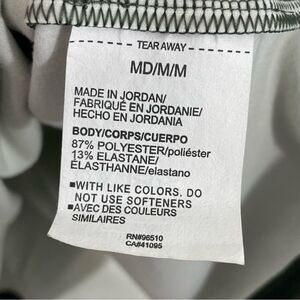 TEAR AWAY
MD/M/M
MADE IN JORDAN/
FABRIQUÉ EN JORDANIE/
HECHO EN JORDANIA
BODY/CORPS/CUERPO
87% POLYESTER/poliéster
13% ELASTANE/
ÉLASTHANNE/elastano
■WITH LIKE COLORS. DO
NOT USE SOFTENERS
■AVEC DES COULEURS
SIMILAIRES
RN#96510
CA#41095